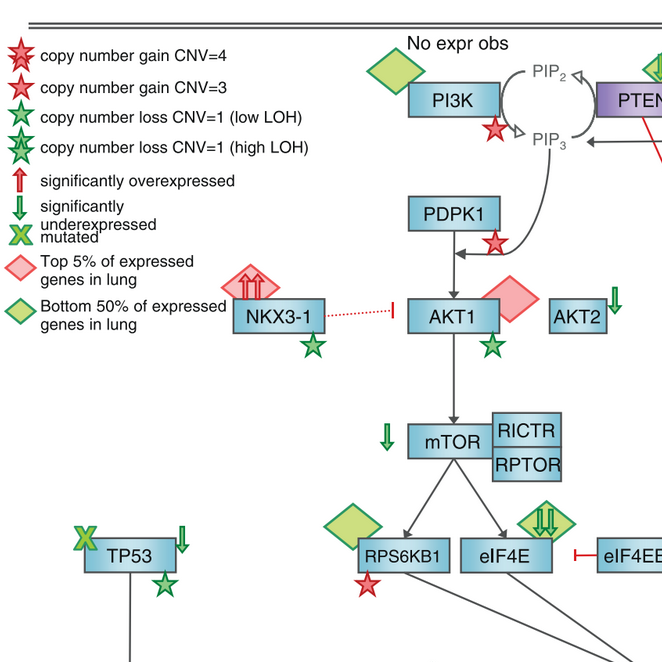 No expr obs
copy number gain CNV=4
copy number gain CNV=3
copy number loss CNV=1 (low LOH)
copy number loss CNV=1 (high LOH)
significantly overexpressed
significantly
underexpressed
mutated
Top 5% of expressed
genes in lung
Bottom 50% of expressed
genes in lung
PIP2
PI3K
PTEN
PIP3
PDPK1
NKX3-1
AKT1
AKT2
mTOR
RICTR
RPTOR
TP53
RPS6KB1
eIF4E
eIF4E